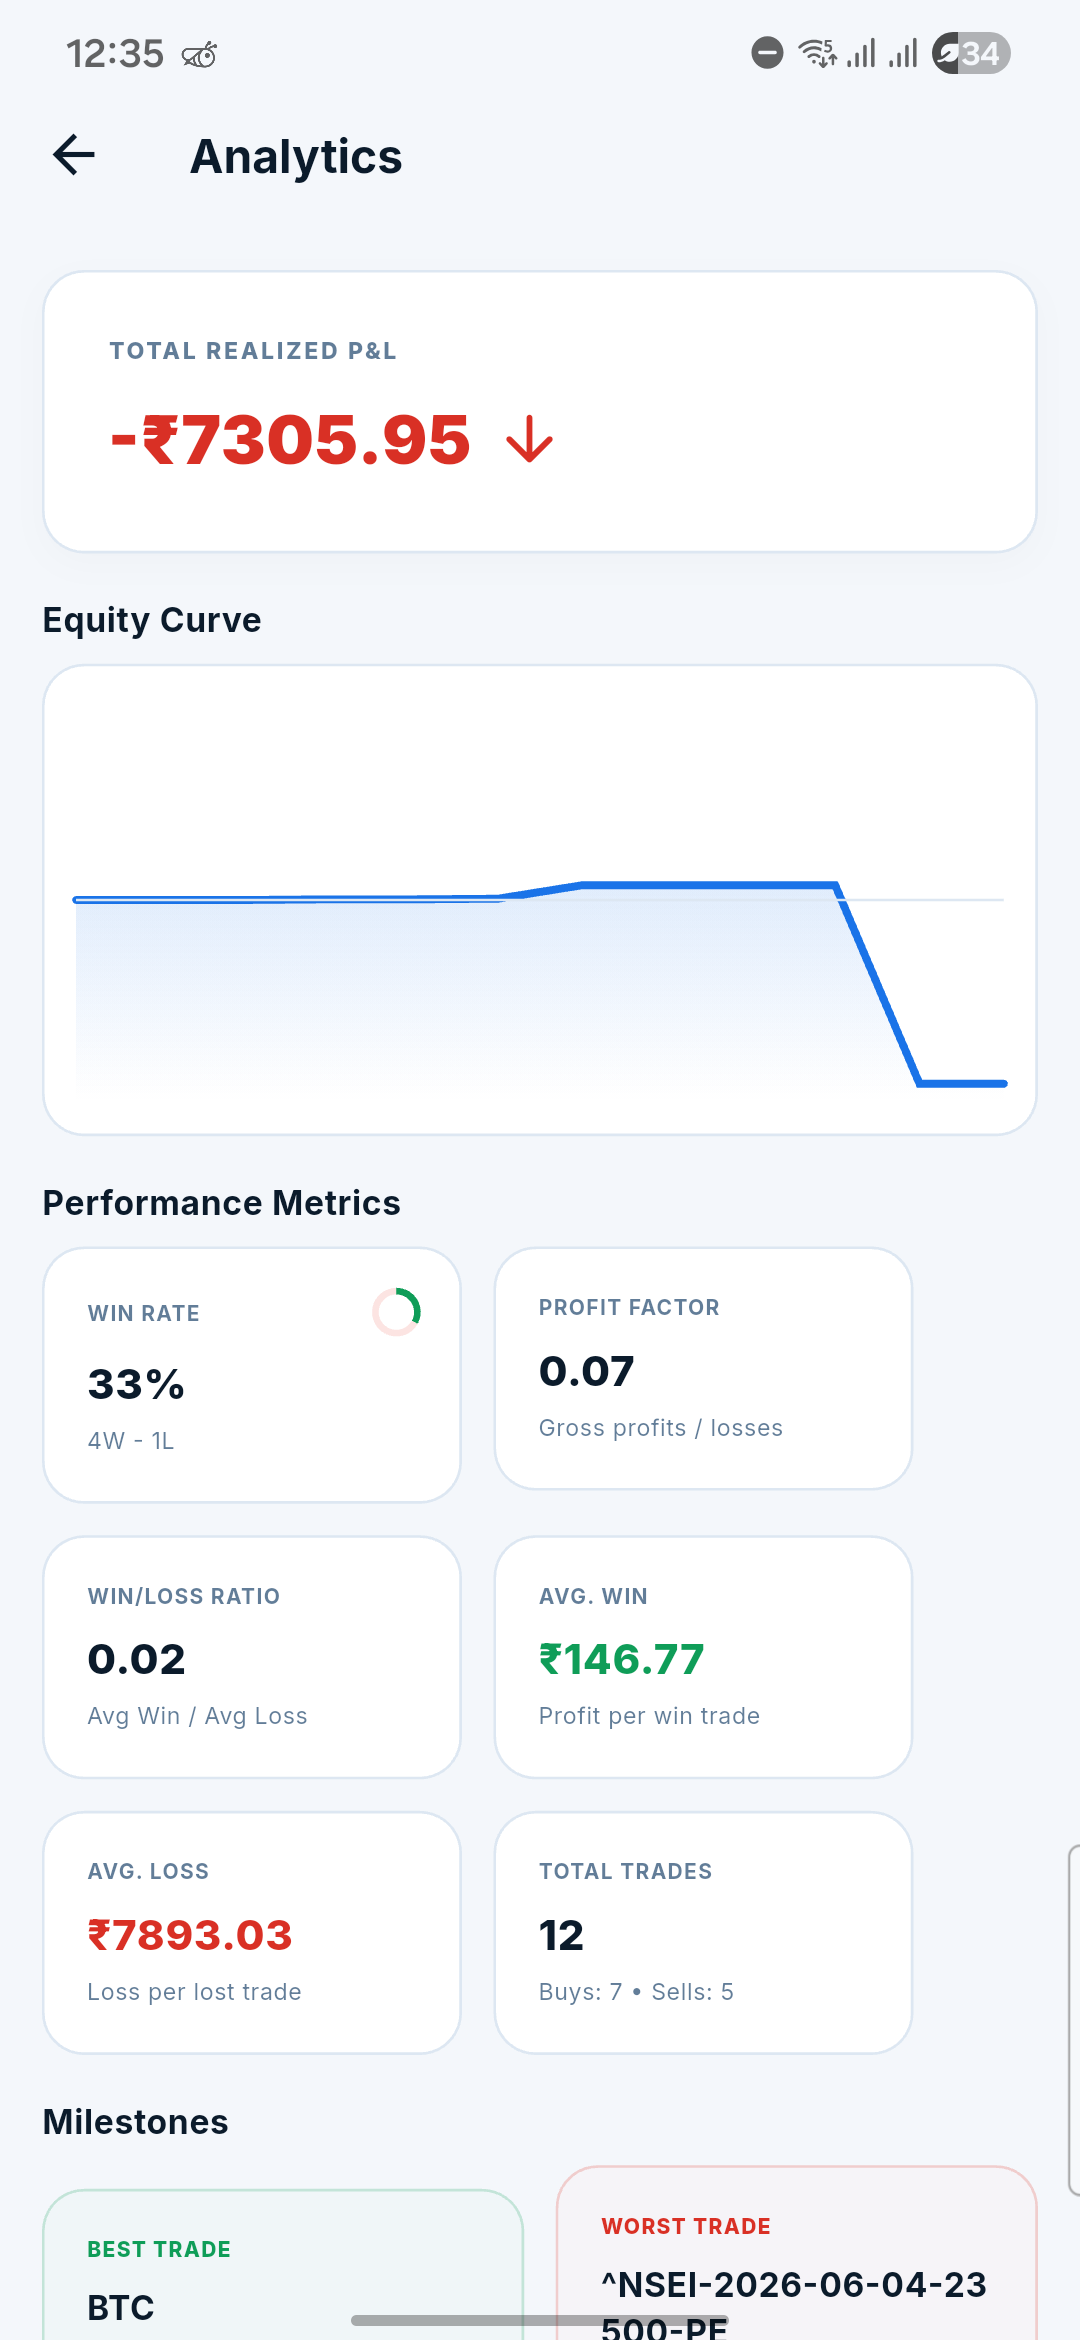 12:35
5
34
Analytics
TOTAL REALIZED P&L
-₹7305.95
Equity Curve
Performance Metrics
WIN RATE
33%
4W - 1L
PROFIT FACTOR
0.07
Gross profits / losses
WIN/LOSS RATIO
0.02
Avg Win / Avg Loss
AVG. WIN
₹146.77
Profit per win trade
AVG. LOSS
₹7893.03
Loss per lost trade
TOTAL TRADES
12
Buys: 7 • Sells: 5
Milestones
BEST TRADE
BTC
WORST TRADE
^NSEI-2026-06-04-23
500-PE